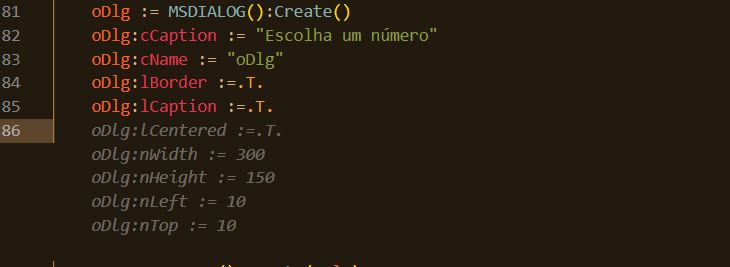 81 oDlg := MSDIALOG():Create()
82 oDlg:cCaption := "Escolha um número"
83 oDlg:cName := "oDlg"
84 oDlg:lBorder :=.T.
85 oDlg:lCaption :=.T.
86 oDlg:lCentered :=.T.
oDlg:nWidth := 300
oDlg:nHeight := 150
oDlg:nLeft := 10
oDlg:nTop := 10